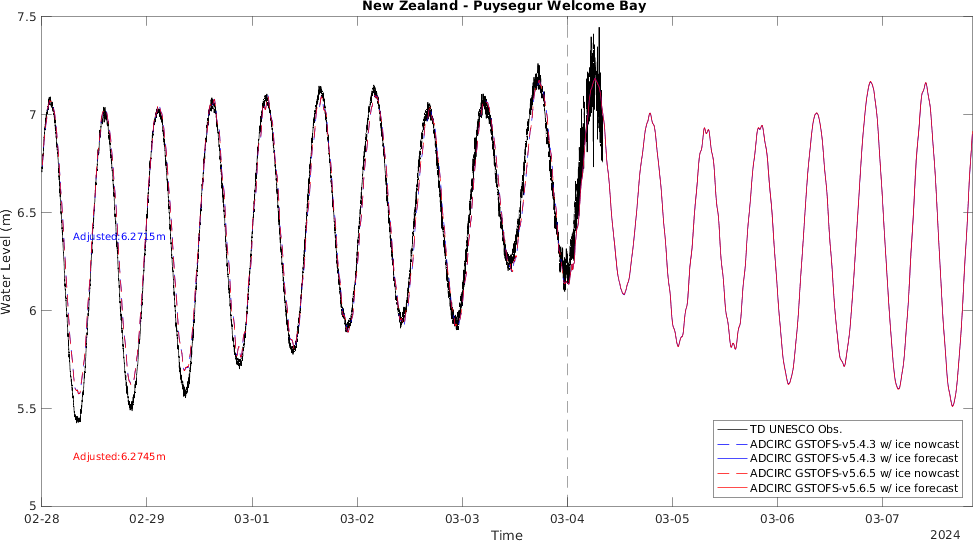 New Zealand - Puysegur Welcome Bay
7.5
7
6.5
6
5.5
5
Water Level (m)
Adjusted:6.2715m
Adjusted:6.2745m
TD UNESCO Obs.
ADCIRC GSTOFS-v5.4.3 w/ ice nowcast
ADCIRC GSTOFS-v5.4.3 w/ ice forecast
ADCIRC GSTOFS-v5.6.5 w/ ice nowcast
ADCIRC GSTOFS-v5.6.5 w/ ice forecast
02-28 02-29 03-01 03-02 03-03 03-04 03-05 03-06 03-07
Time
2024